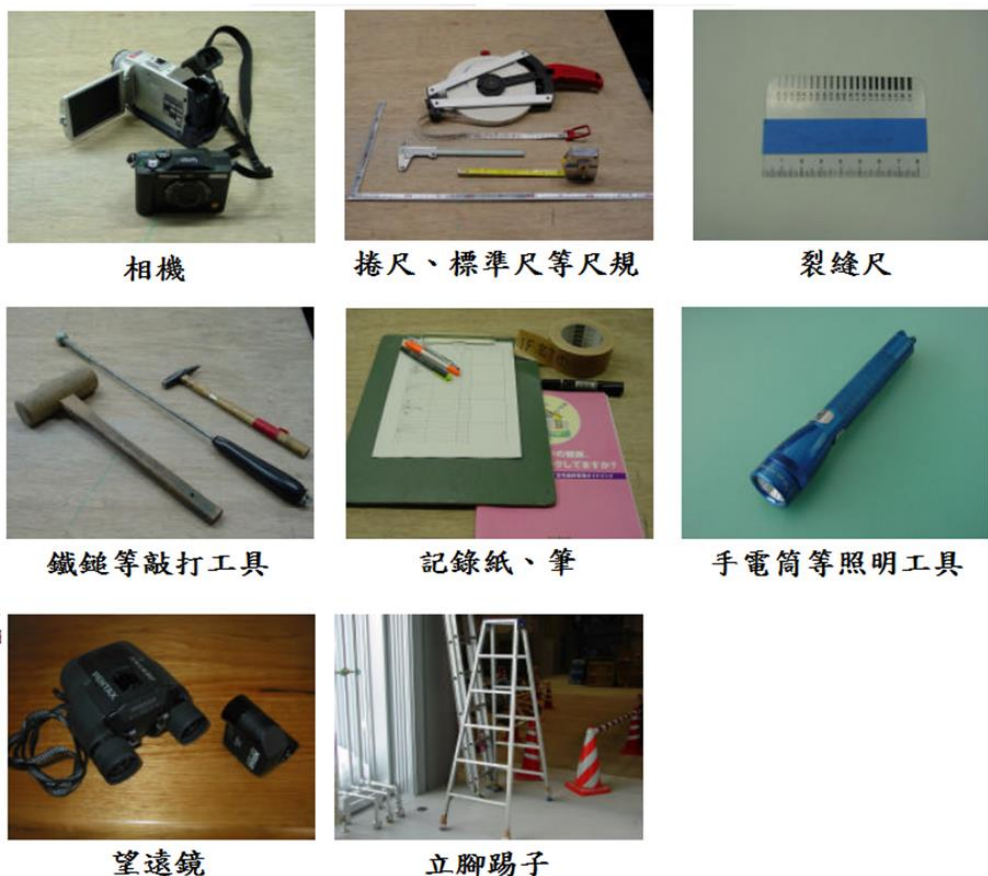 相機
捲尺、標準尺等尺規
裂縫尺
鐵鎚等敲打工具
記錄紙、筆
手電筒等照明工具
PENTAX
望遠鏡
立腳踢子